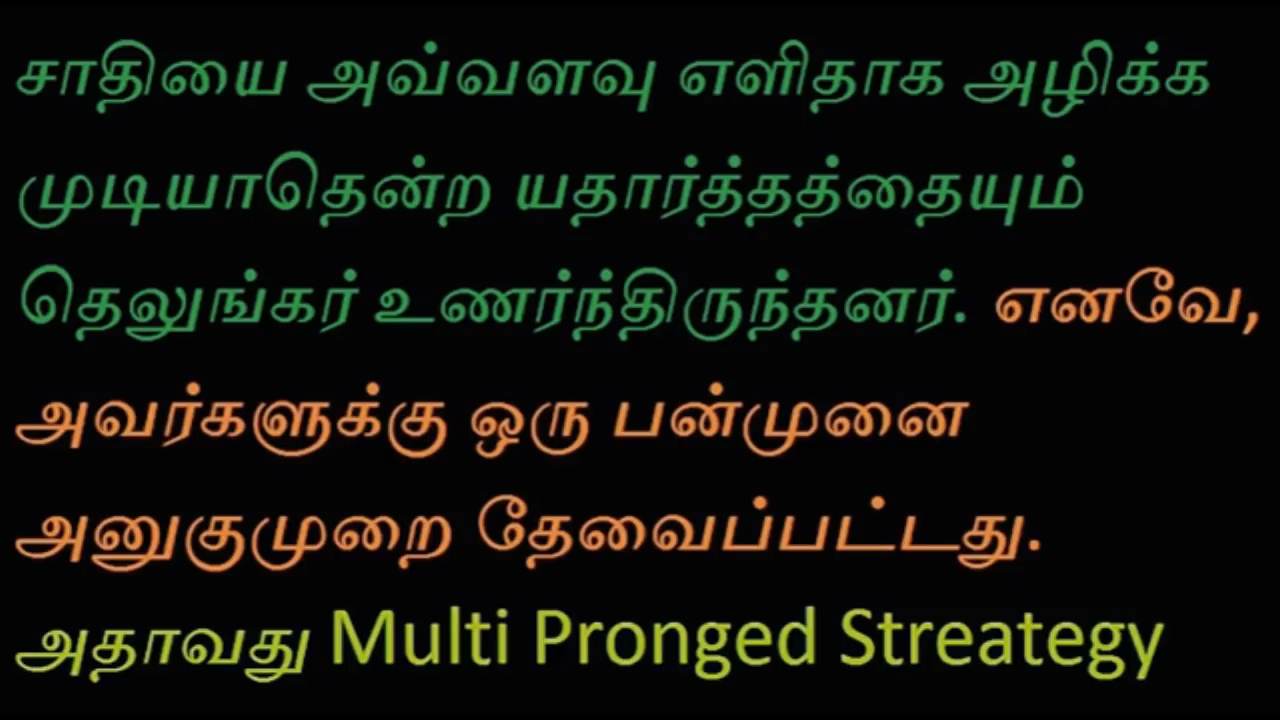 சாதியை அவ்வளவு எளிதாக அழிக்க
முடியாதென்ற யதார்த்தத்தையும்
தெலுங்கர் உணர்ந்திருந்தனர். எனவே,
அவர்களுக்கு ஒரு பன்முனை
அனுகுமுறை தேவைப்பட்டது.
அதாவது Multi Pronged Streategy